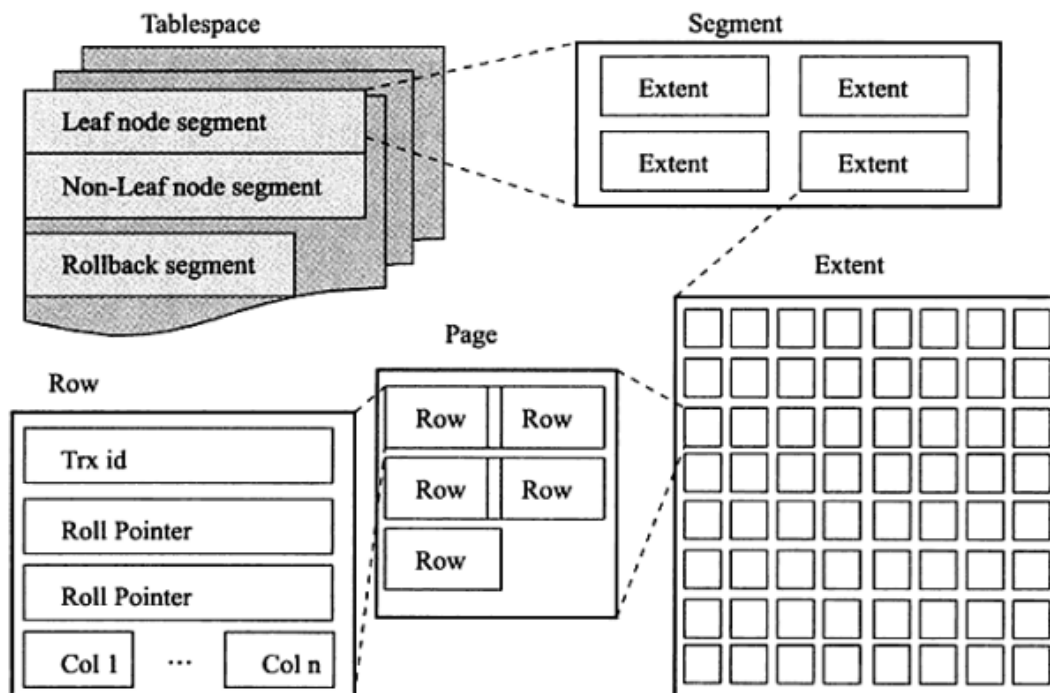 Tablespace
Leaf node segment
Non-Leaf node segment
Rollback segment
Segment
Extent Extent
Extent Extent
Extent
Page
Row Row
Row Row
Row
Row
Trx id
Roll Pointer
Roll Pointer
Col 1 ... Col n